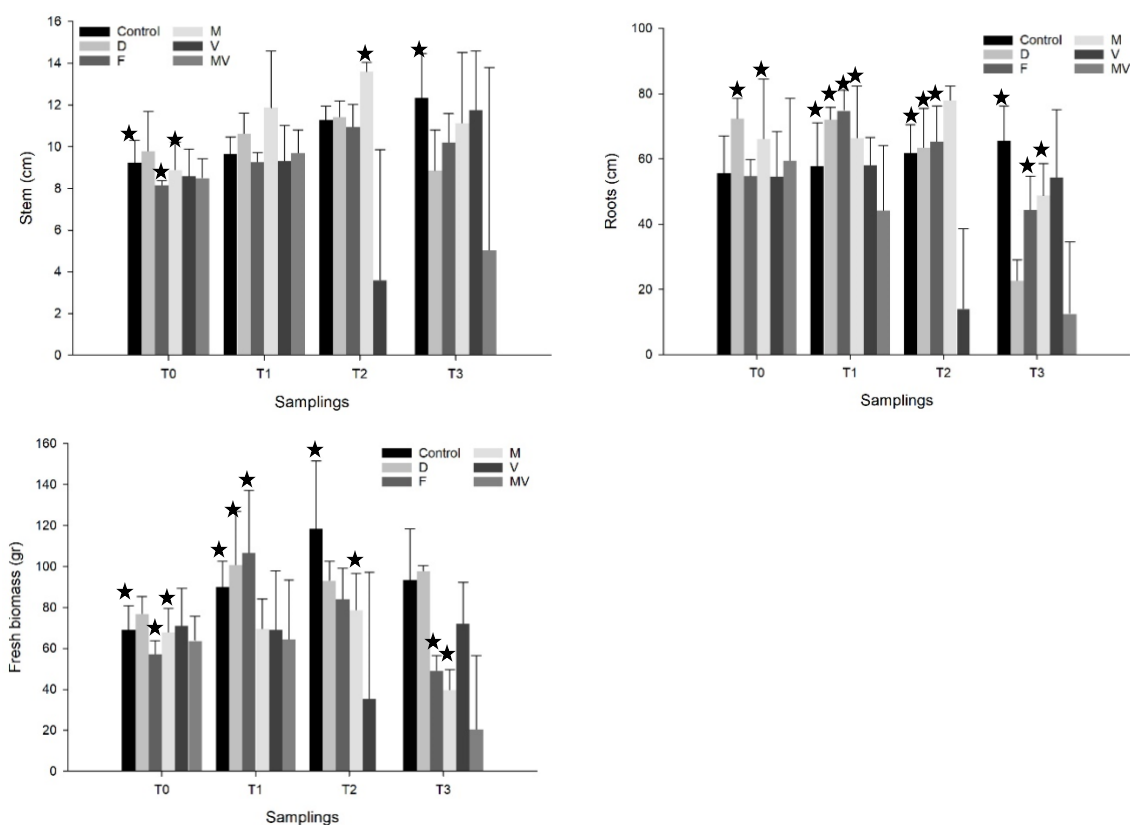 16
14
12
10
8
6
4
2
0
Stem (cm)
Control M
D V
F MV
T0 T1 T2 T3
Samplings
100
80
60
40
20
0
Roots (cm)
Control M
D V
F MV
T0 T1 T2 T3
Samplings
160
140
120
100
80
60
40
20
0
Fresh biomass (gr)
Control M
D V
F MV
T0 T1 T2 T3
Samplings